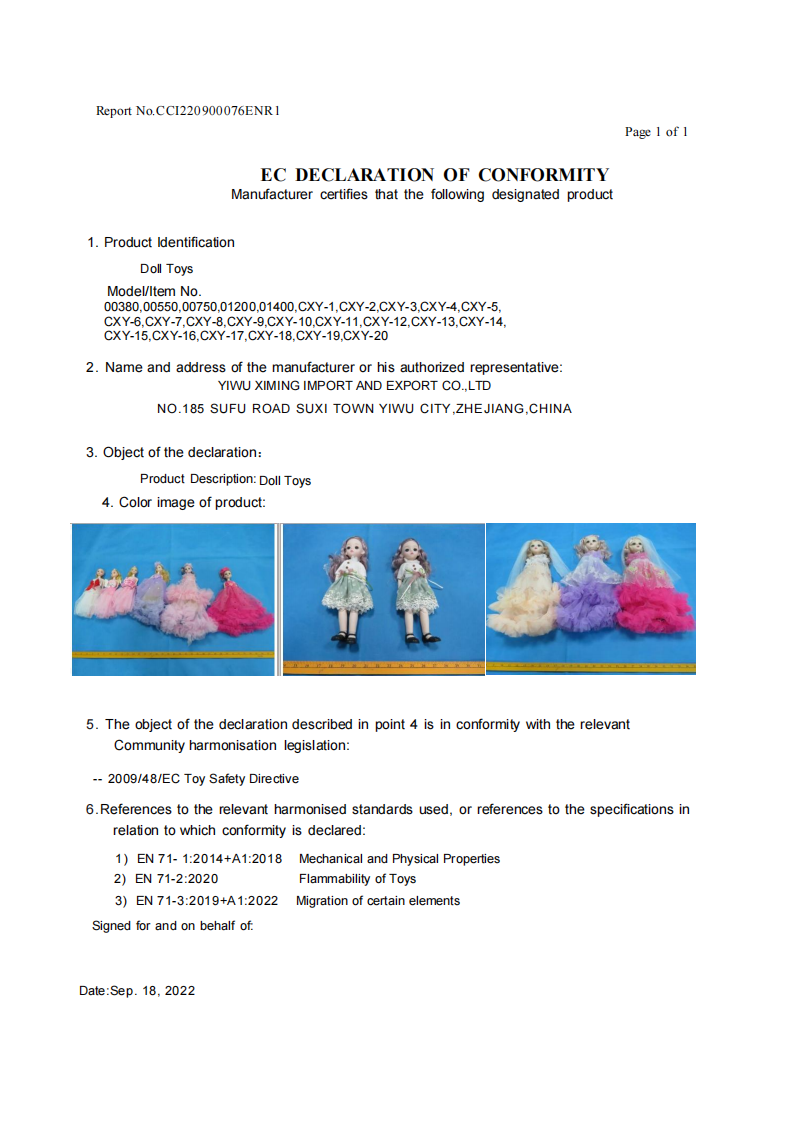 Report No.CCI220900076ENR1
Page 1 of 1
EC DECLARATION OF CONFORMITY
Manufacturer certifies that the following designated product
1. Product Identification
Doll Toys
Model/Item No.
00380,00550,00750,01200,01400,CXY-1,CXY-2,CXY-3,CXY-4,CXY-5,
CXY-6,CXY-7,CXY-8,CXY-9,CXY-10,CXY-11,CXY-12,CXY-13,CXY-14,
CXY-15,CXY-16,CXY-17,CXY-18,CXY-19,CXY-20
2. Name and address of the manufacturer or his authorized representative:
YIWU XIMING IMPORT AND EXPORT CO.,LTD
NO.185 SUFU ROAD SUXI TOWN YIWU CITY,ZHEJIANG,CHINA
3. Object of the declaration:
Product Description: Doll Toys
4. Color image of product:
5. The object of the declaration described in point 4 is in conformity with the relevant
Community harmonisation legislation:
-- 2009/48/EC Toy Safety Directive
6.References to the relevant harmonised standards used, or references to the specifications in
relation to which conformity is declared:
1) EN 71- 1:2014+A1:2018 Mechanical and Physical Properties
2) EN 71-2:2020 Flammability of Toys
3) EN 71-3:2019+A1:2022 Migration of certain elements
Signed for and on behalf of:
Date:Sep. 18, 2022